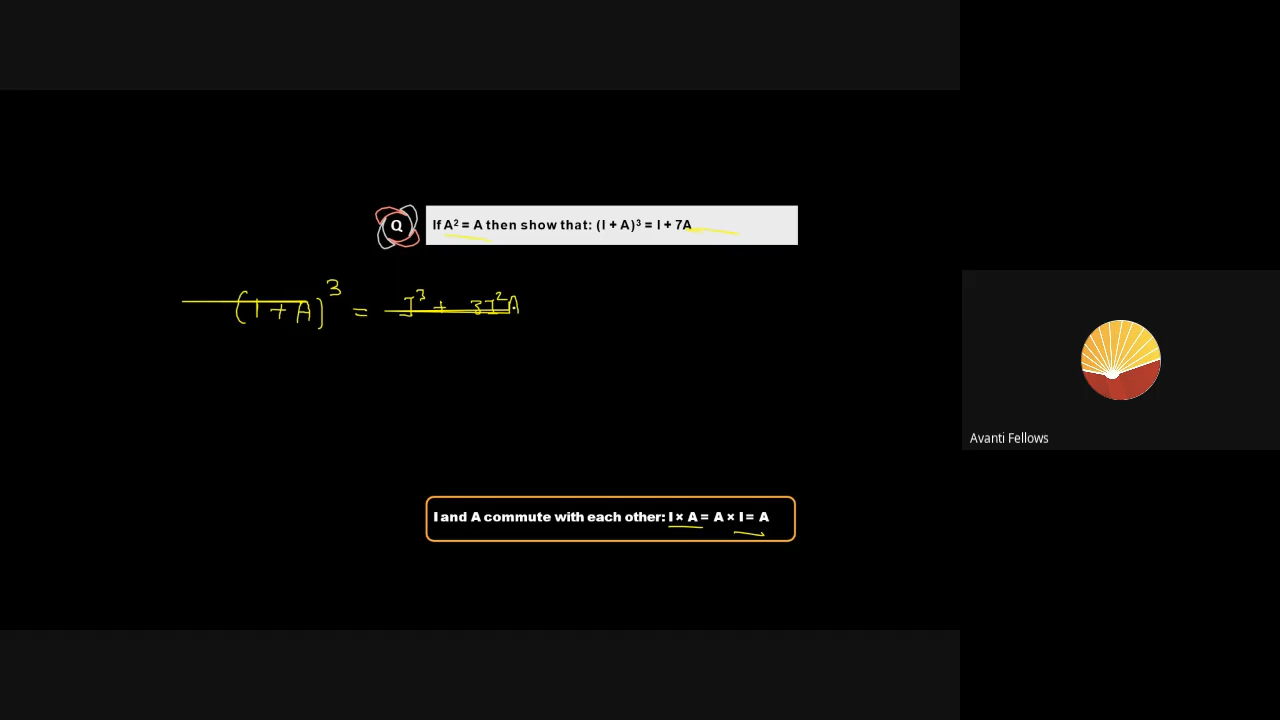 Q If A² = A then show that: (I + A)³ = I + 7A
(I + A)³ = I³ + 3I²A
Avanti Fellows
I and A commute with each other: I × A = A × I = A